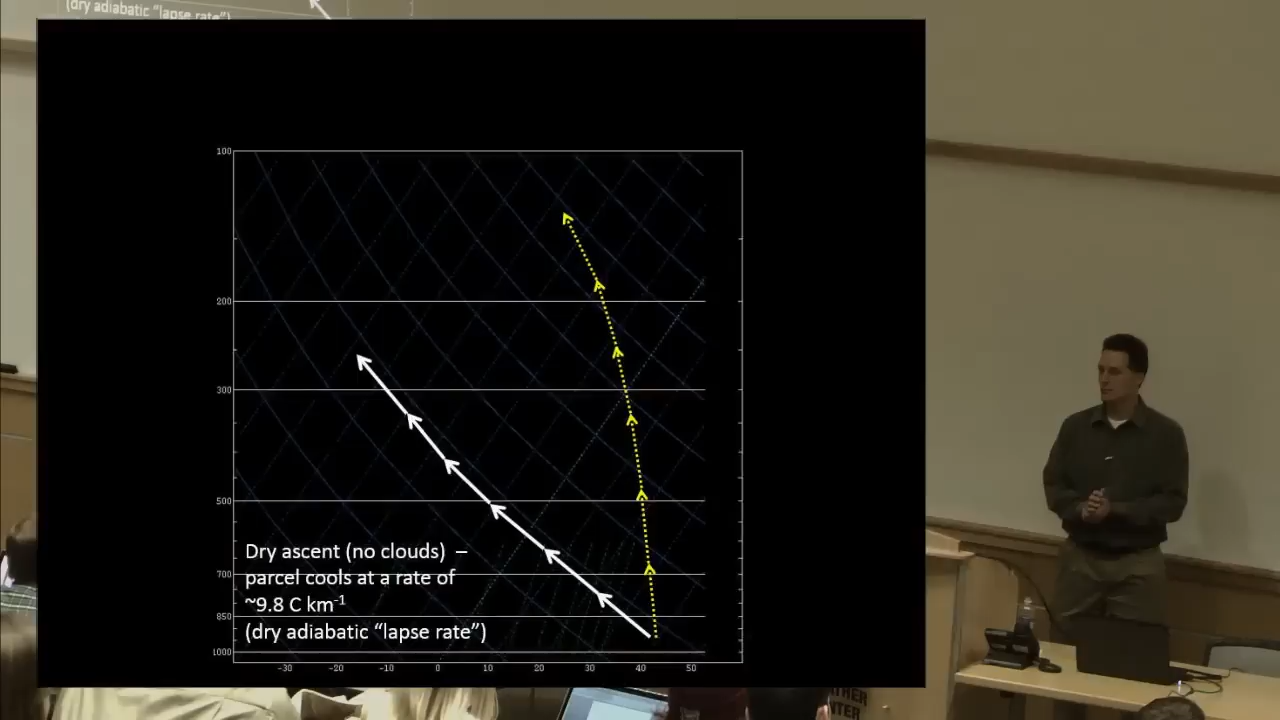 (dry adiabatic “lapse rate”)
100
200
300
500
Dry ascent (no clouds) –
parcel cools at a rate of
700
~9.8 C km-1
850
(dry adiabatic “lapse rate”)
1000
-30 -20 -10 0 10 20 30 40 50